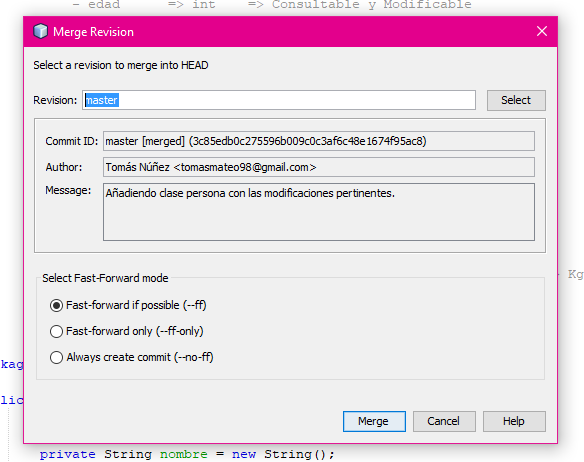 - edad      => int    => Consultable y Modificable
Merge Revision
Select a revision to merge into HEAD
Revision: master Select
Commit ID: master [merged] (3c85edb0c275596b009c0c3af6c48e1674f95ac8)
Author: Tomás Núñez <tomasmateo98@gmail.com>
Message: Añadiendo clase persona con las modificaciones pertinentes.
Kg
Select Fast-Forward mode
Fast-forward if possible (--ff)
Fast-forward only (--ff-only)
kag
Always create commit (--no-ff)
lic
Merge Cancel Help
private String nombre = new String();